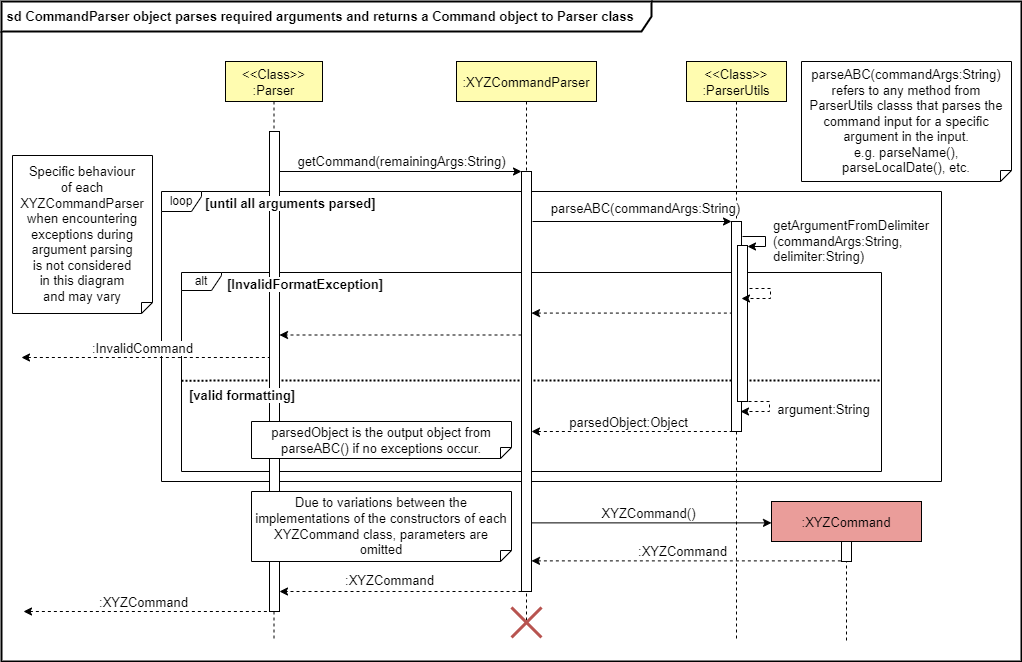 sd CommandParser object parses required arguments and returns a Command object to Parser class
<<Class>>
:Parser
:XYZCommandParser
<<Class>>
:ParserUtils
parseABC(commandArgs:String)
refers to any method from
ParserUtils classs that parses the
command input for a specific
argument in the input.
e.g. parseName(),
parseLocalDate(), etc.
Specific behaviour
of each
XYZCommandParser
when encountering
exceptions during
argument parsing
is not considered
in this diagram
and may vary
getCommand(remainingArgs:String)
loop
[until all arguments parsed]
parseABC(commandArgs:String)
getArgumentFromDelimiter
(commandArgs:String,
delimiter:String)
alt
[InvalidFormatException]
:InvalidCommand
[valid formatting]
argument:String
parsedObject:Object
parsedObject is the output object from
parseABC() if no exceptions occur.
Due to variations between the
implementations of the constructors of each
XYZCommand class, parameters are
omitted
XYZCommand()
:XYZCommand
:XYZCommand
:XYZCommand
:XYZCommand